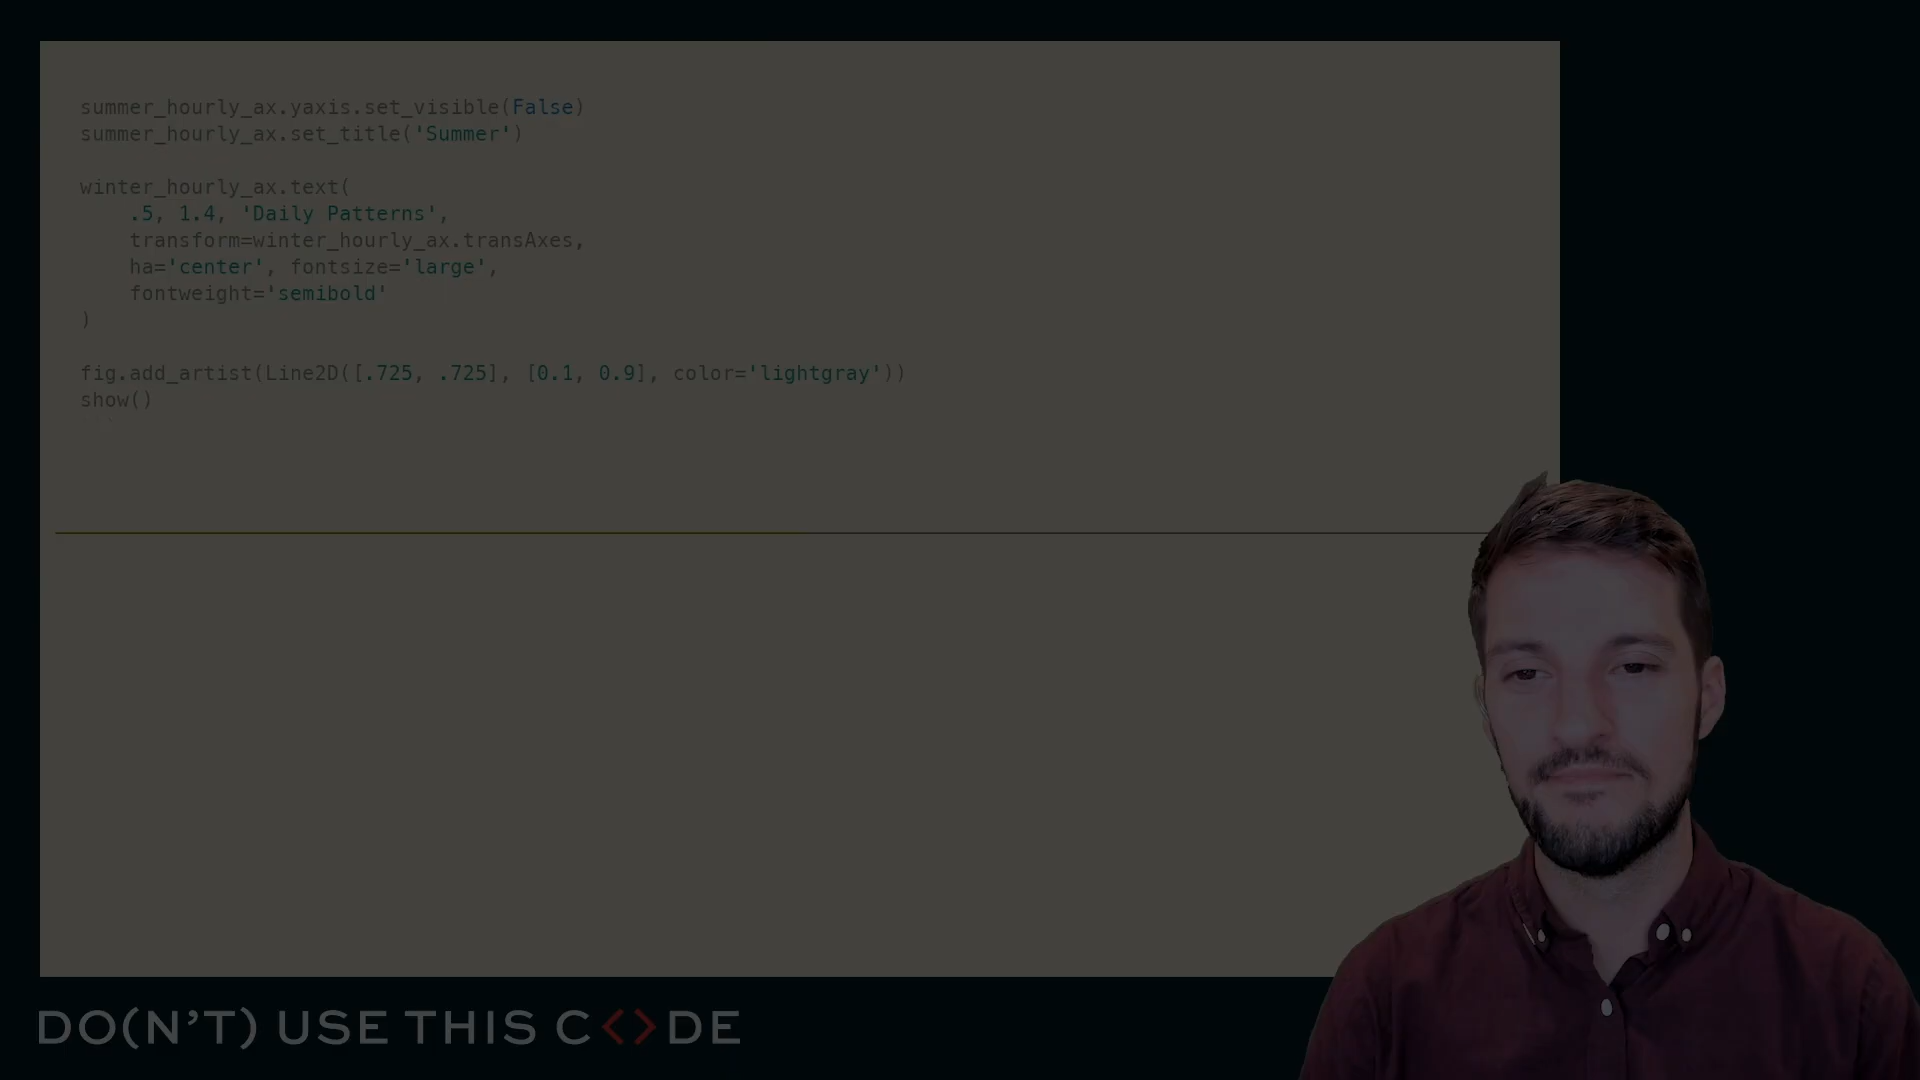 summer_hourly_ax.yaxis.set_visible(False)
summer_hourly_ax.set_title('Summer')
winter_hourly_ax.text(
    .5, 1.4, 'Daily Patterns',
    transform=winter_hourly_ax.transAxes,
    ha='center', fontsize='large',
    fontweight='semibold'
)
fig.add_artist(Line2D([.725, .725], [0.1, 0.9], color='lightgray'))
show()
```
DO(N’T) USE THIS C<>DE